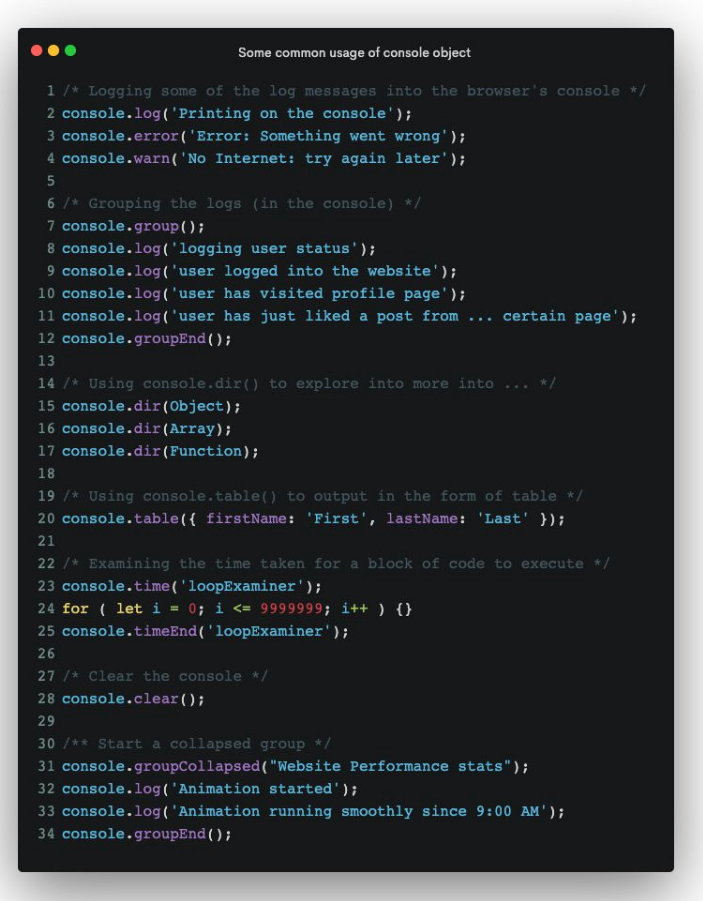 Some common usage of console object
1 /* Logging some of the log messages into the browser's console */
2 console.log('Printing on the console');
3 console.error('Error: Something went wrong');
4 console.warn('No Internet: try again later');
5
6 /* Grouping the logs (in the console) */
7 console.group();
8 console.log('logging user status');
9 console.log('user logged into the website');
10 console.log('user has visited profile page');
11 console.log('user has just liked a post from ... certain page');
12 console.groupEnd();
13
14 /* Using console.dir() to explore into more into ... */
15 console.dir(Object);
16 console.dir(Array);
17 console.dir(Function);
18
19 /* Using console.table() to output in the form of table */
20 console.table({ firstName: 'First', lastName: 'Last' });
21
22 /* Examining the time taken for a block of code to execute */
23 console.time('loopExaminer');
24 for ( let i = 0; i <= 9999999; i++ ) {}
25 console.timeEnd('loopExaminer');
26
27 /* Clear the console */
28 console.clear();
29
30 /** Start a collapsed group */
31 console.groupCollapsed("Website Performance stats");
32 console.log('Animation started');
33 console.log('Animation running smoothly since 9:00 AM');
34 console.groupEnd();